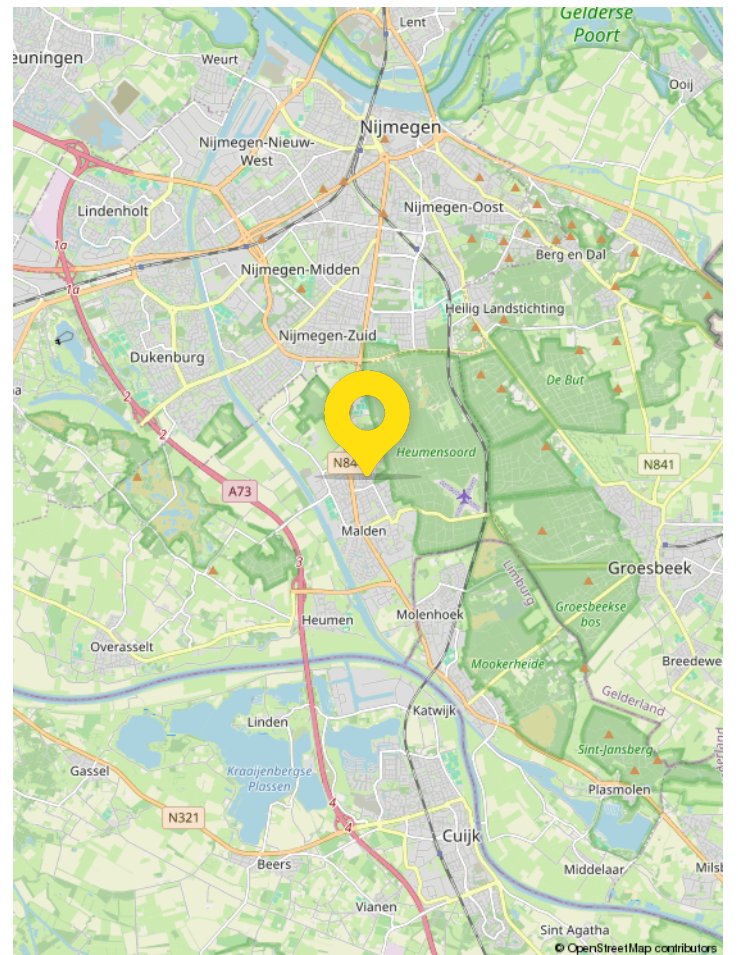 Lent
Gelderse
Poort
euningen
Weurt
Ooij
Nijmegen
Nijmegen-Nieuw-
West
Lindenholt
Nijmegen-Oost
1a
Berg en Dal
Nijmegen-Midden
1a
Heilig Landstichting
Nijmegen-Zuid
Dukenburg
De But
a
2
2
Heumensoord
N84
N841
A73
Malden
3
Limburg
Groesbeek
Groesbeekse
bos
Molenhoek
Heumen
Overasselt
Mookerheide
Breedewe
Gelderland
Katwijk
Linden
Sint-Jansberg
erland
Gassel
Kraaijenbergse
Plassen
Plasmolen
4
N321
4
Cuijk
Beers
Middelaar
Milsb
Vianen
Sint Agatha
© OpenStreetMap contributors